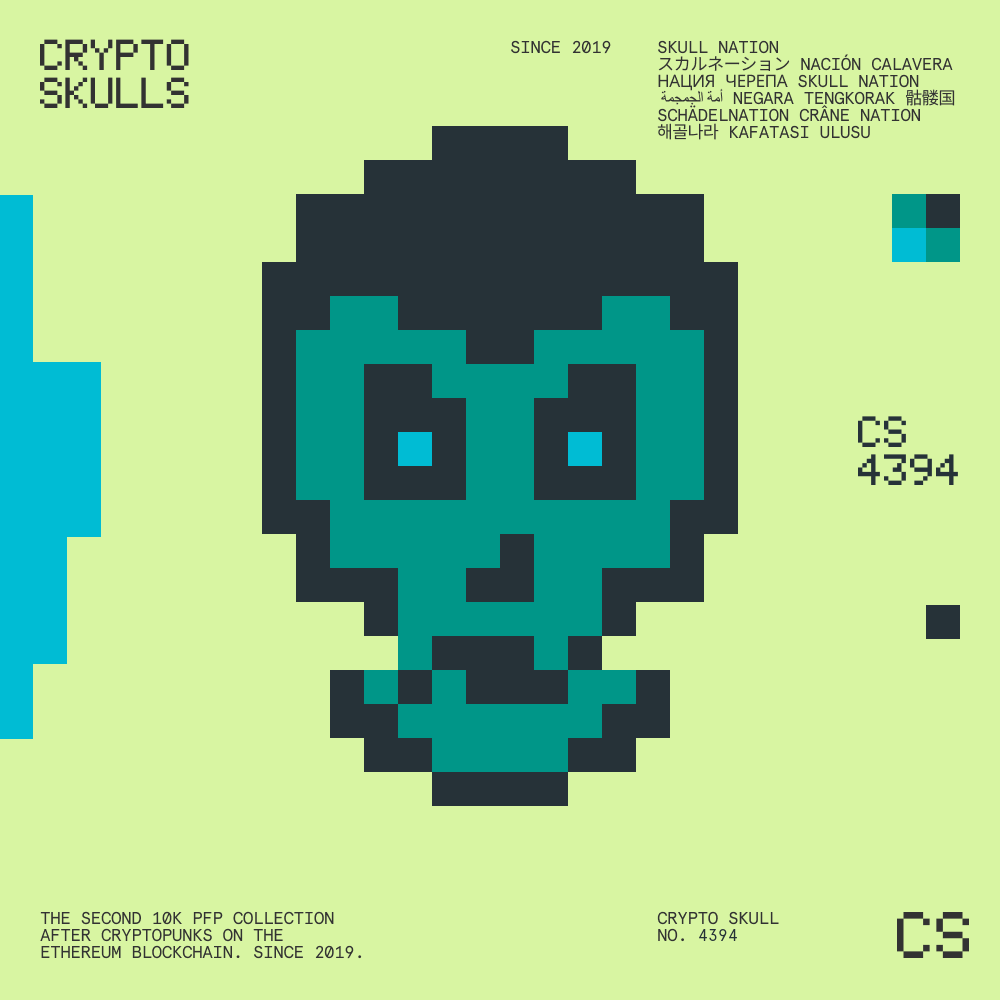 CRYPTO
SKULLS
SINCE 2019
SKULL NATION
スカルネーション NACIÓN CALAVERA
НАЦИЯ ЧЕРЕПА SKULL NATION
أمة الجمجمة NEGARA TENGKORAK 骷髅国
SCHÄDELNATION CRÂNE NATION
해골나라 KAFATASI ULUSU
CS
4394
THE SECOND 10K PFP COLLECTION
AFTER CRYPTOPUNKS ON THE
ETHEREUM BLOCKCHAIN. SINCE 2019.
CRYPTO SKULL
NO. 4394
CS